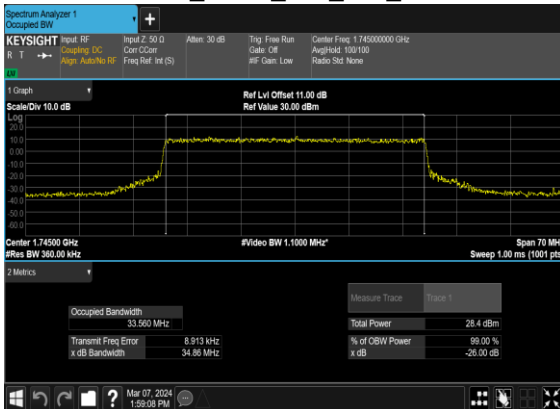 Spectrum Analyzer 1
Occupied BW
+
KEYSIGHT
R T
LW
Input: RF
Coupling: DC
Align: Auto/No RF
Input Z: 50 Ω
Corr CCorr
Freq Ref: Int (S)
Atten: 30 dB
Trig: Free Run
Gate: Off
#IF Gain: Low
Center Freq: 1.745000000 GHz
Avg|Hold: 100/100
Radio Std: None
1 Graph
Scale/Div 10.0 dB
Ref Lvl Offset 11.00 dB
Ref Value 30.00 dBm
Log
20.0
10.0
0.00
-10.0
-20.0
-30.0
-40.0
-50.0
-60.0
Center 1.74500 GHz
#Res BW 360.00 kHz
#Video BW 1.1000 MHz*
Span 70 MH
Sweep 1.00 ms (1001 pts
2 Metrics
Measure Trace
Trace 1
Occupied Bandwidth
33.560 MHz
Total Power
28.4 dBm
Transmit Freq Error
8.913 kHz
% of OBW Power
99.00 %
x dB Bandwidth
34.86 MHz
x dB
-26.00 dB
?
Mar 07, 2024
1:59:08 PM